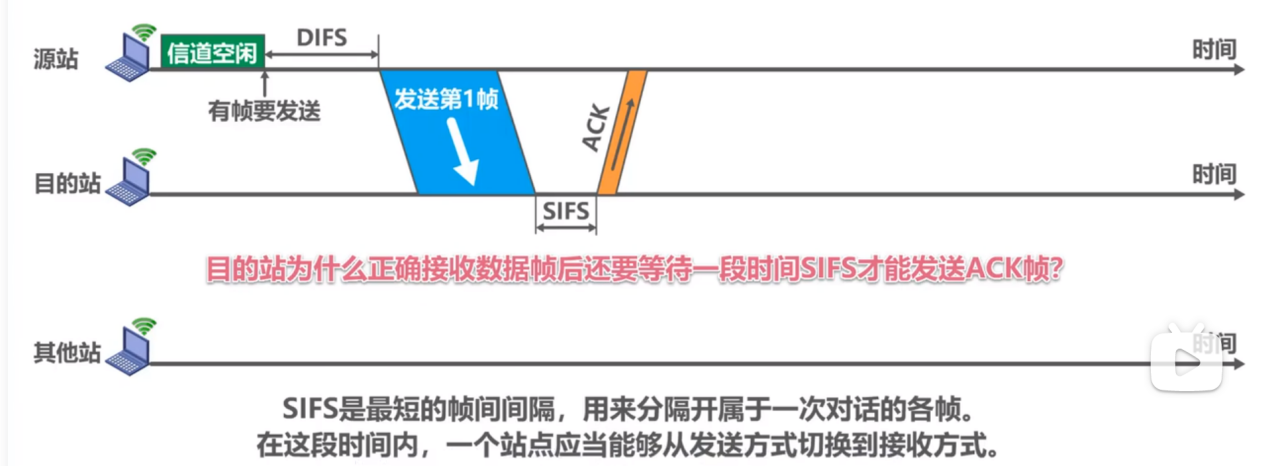 源站
信道空闲
DIFS
时间
有帧要发送
发送第1帧
ACK
目的站
时间
SIFS
目的站为什么正确接收数据帧后还要等待一段时间SIFS才能发送ACK帧?
其他站
时间
SIFS是最短的帧间间隔，用来分隔开属于一次对话的各帧。
在这段时间内，一个站点应当能够从发送方式切换到接收方式。